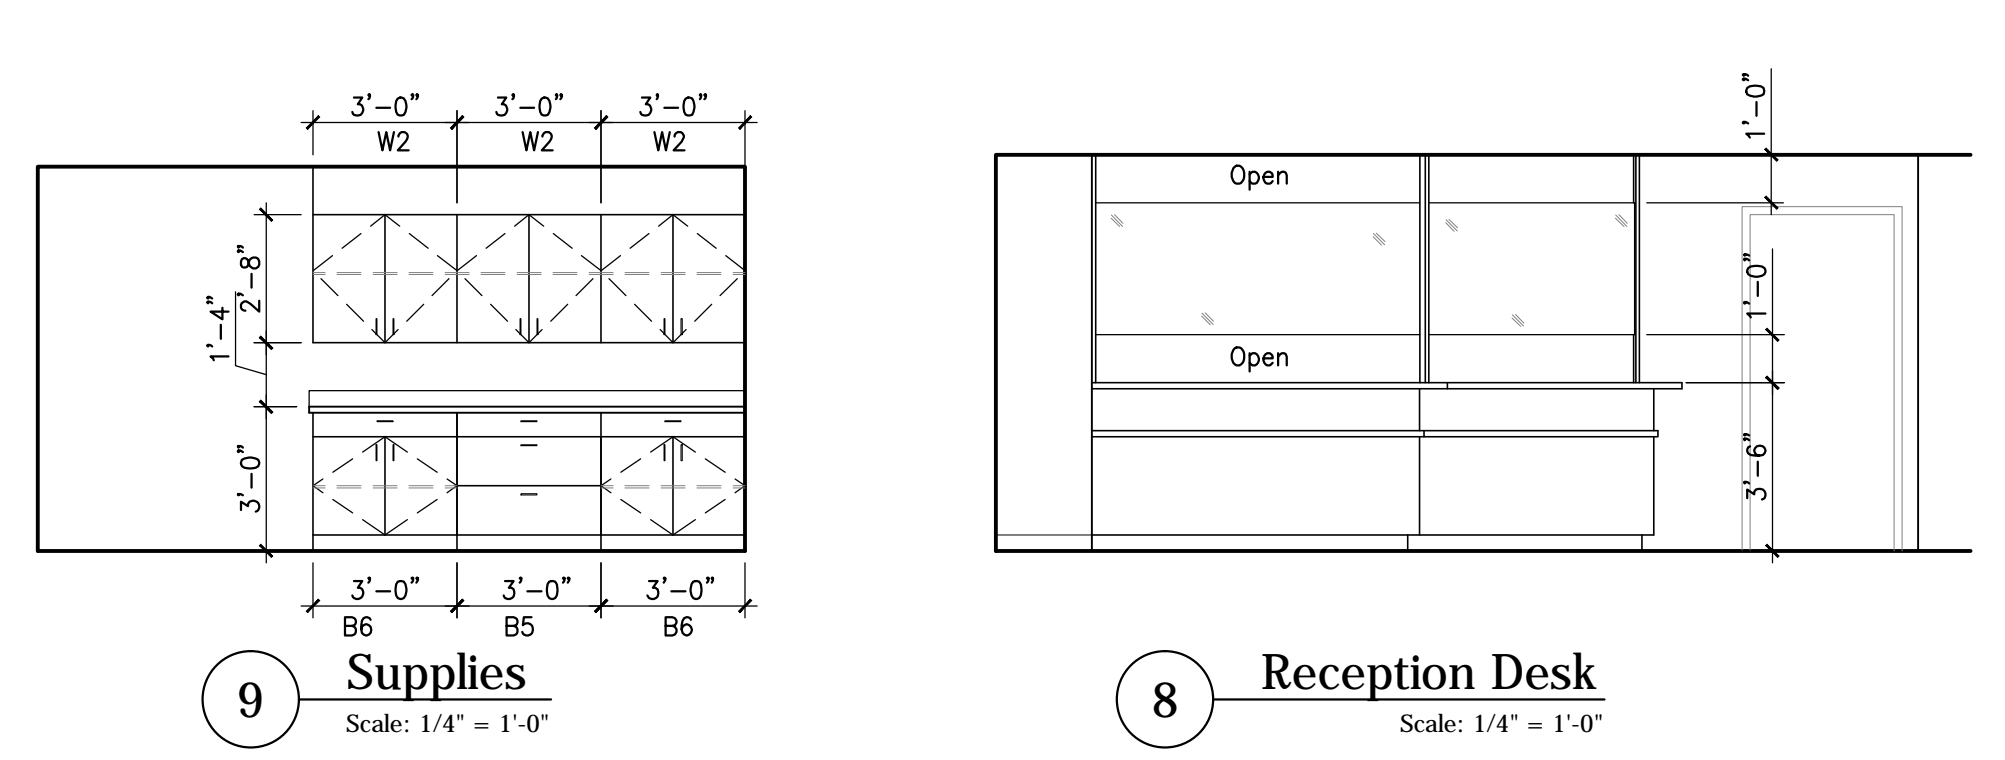 3'-0" 3'-0" 3'-0"
W2 W2 W2
2'-8"
1'-4"
3'-0"
3'-0" 3'-0" 3'-0"
B6 B5 B6
9 Supplies
Scale: 1/4" = 1'-0"
1'-0"
Open
1'-0"
Open
3'-6"
8 Reception Desk
Scale: 1/4" = 1'-0"